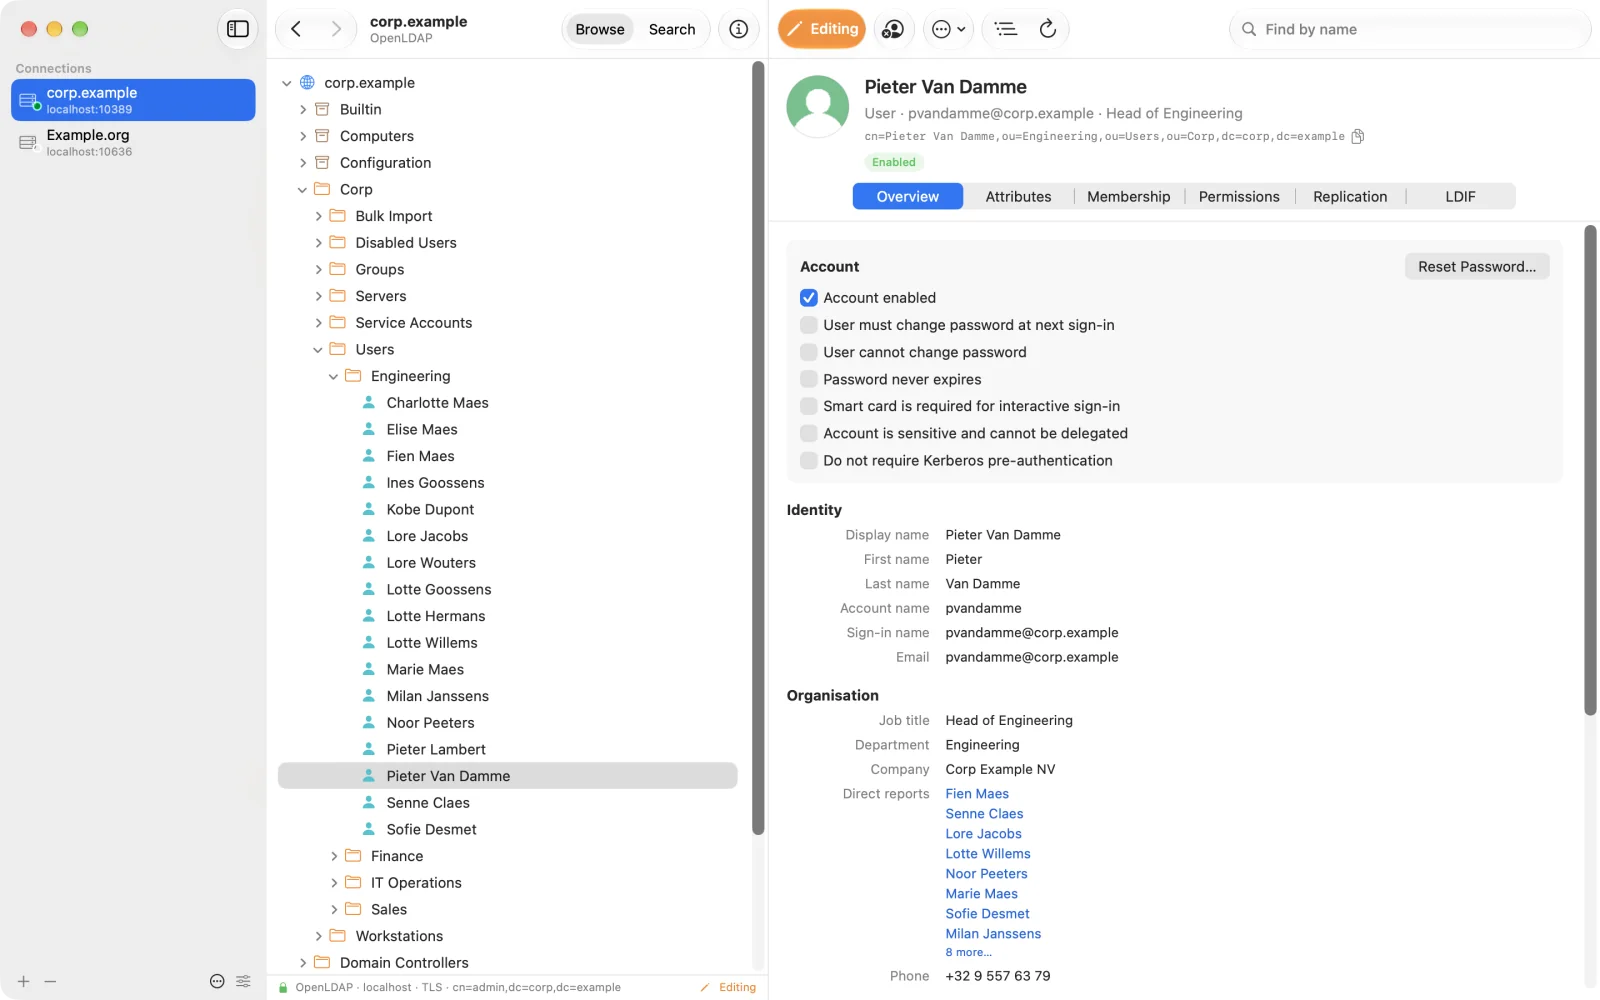 Connections
corp.example
localhost:10389
Example.org
localhost:10636
corp.example
OpenLDAP
Browse
Search
corp.example
Builtin
Computers
Configuration
Corp
Bulk Import
Disabled Users
Groups
Servers
Service Accounts
Users
Engineering
Charlotte Maes
Elise Maes
Fien Maes
Ines Goossens
Kobe Dupont
Lore Jacobs
Lore Wouters
Lotte Goossens
Lotte Hermans
Lotte Willems
Marie Maes
Milan Janssens
Noor Peeters
Pieter Lambert
Pieter Van Damme
Senne Claes
Sofie Desmet
Finance
IT Operations
Sales
Workstations
Domain Controllers
OpenLDAP · localhost · TLS · cn=admin,dc=corp,dc=example
Editing
Editing
Find by name
Pieter Van Damme
User · pvandamme@corp.example · Head of Engineering
cn=Pieter Van Damme,ou=Engineering,ou=Users,ou=Corp,dc=corp,dc=example
Enabled
Overview
Attributes
Membership
Permissions
Replication
LDIF
Account
Reset Password...
Account enabled
User must change password at next sign-in
User cannot change password
Password never expires
Smart card is required for interactive sign-in
Account is sensitive and cannot be delegated
Do not require Kerberos pre-authentication
Identity
Display name Pieter Van Damme
First name Pieter
Last name Van Damme
Account name pvandamme
Sign-in name pvandamme@corp.example
Email pvandamme@corp.example
Organisation
Job title Head of Engineering
Department Engineering
Company Corp Example NV
Direct reports Fien Maes
Senne Claes
Lore Jacobs
Lotte Willems
Noor Peeters
Marie Maes
Sofie Desmet
Milan Janssens
8 more...
Phone +32 9 557 63 79